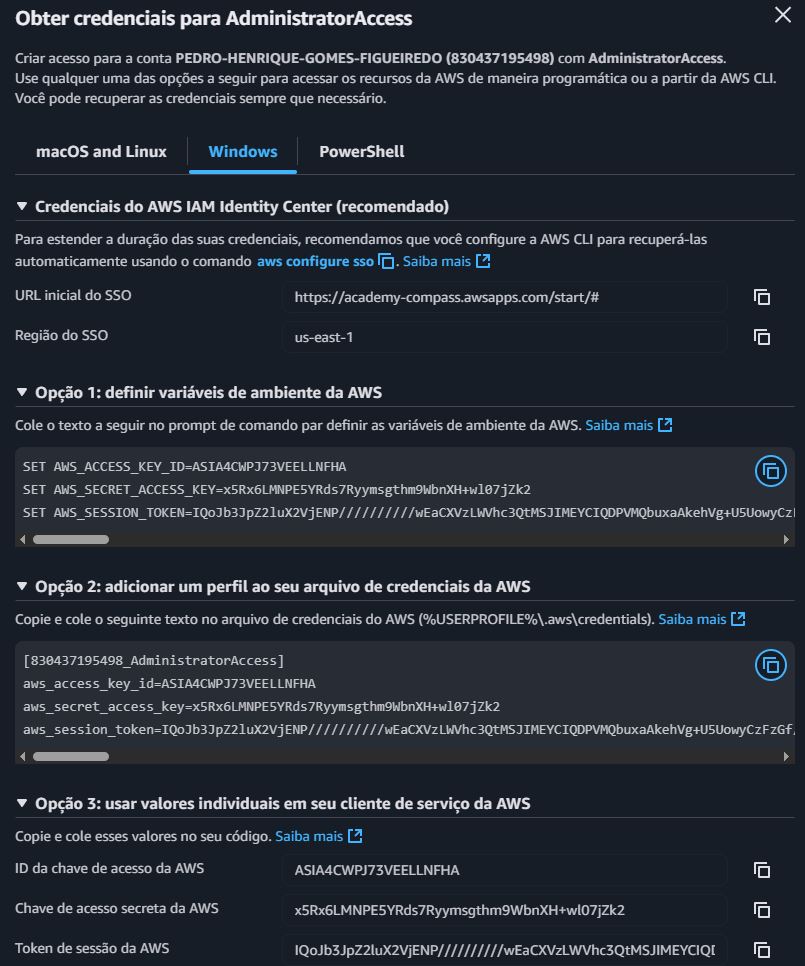 Obter credenciais para AdministratorAccess
Criar acesso para a conta PEDRO-HENRIQUE-GOMES-FIGUEIREDO (830437195498) com AdministratorAccess.
Use qualquer uma das opções a seguir para acessar os recursos da AWS de maneira programática ou a partir da AWS CLI.
Você pode recuperar as credenciais sempre que necessário.
macOS and Linux
Windows
PowerShell
Credenciais do AWS IAM Identity Center (recomendado)
Para estender a duração das suas credenciais, recomendamos que você configure a AWS CLI para recuperá-las
automaticamente usando o comando aws configure sso. Saiba mais
URL inicial do SSO
https://academy-compass.awsapps.com/start/#
Região do SSO
us-east-1
Opção 1: definir variáveis de ambiente da AWS
Cole o texto a seguir no prompt de comando par definir as variáveis de ambiente da AWS. Saiba mais
SET AWS_ACCESS_KEY_ID=ASIA4CWPJ73VEELLNFHA
SET AWS_SECRET_ACCESS_KEY=x5Rx6LMNPE5YRds7Ryymsgthm9WbnXH+wl07jZk2
SET AWS_SESSION_TOKEN=IQoJb3JpZ2luX2VjENP//////////wEaCXVzLWVhc3QtMSJIMEYCIQDPVMQbuxaAkehVg+U5UowyCzF
Opção 2: adicionar um perfil ao seu arquivo de credenciais da AWS
Copie e cole o seguinte texto no arquivo de credenciais do AWS (%USERPROFILE%\.aws\credentials). Saiba mais
[830437195498_AdministratorAccess]
aws_access_key_id=ASIA4CWPJ73VEELLNFHA
aws_secret_access_key=x5Rx6LMNPE5YRds7Ryymsgthm9WbnXH+wl07jZk2
aws_session_token=IQoJb3JpZ2luX2VjENP//////////wEaCXVzLWVhc3QtMSJIMEYCIQDPVMQbuxaAkehVg+U5UowyCzFzGf/
Opção 3: usar valores individuais em seu cliente de serviço da AWS
Copie e cole esses valores no seu código. Saiba mais
ID da chave de acesso da AWS
ASIA4CWPJ73VEELLNFHA
Chave de acesso secreta da AWS
x5Rx6LMNPE5YRds7Ryymsgthm9WbnXH+wl07jZk2
Token de sessão da AWS
IQoJb3JpZ2luX2VjENP//////////wEaCXVzLWVhc3QtMSJIMEYCIQD